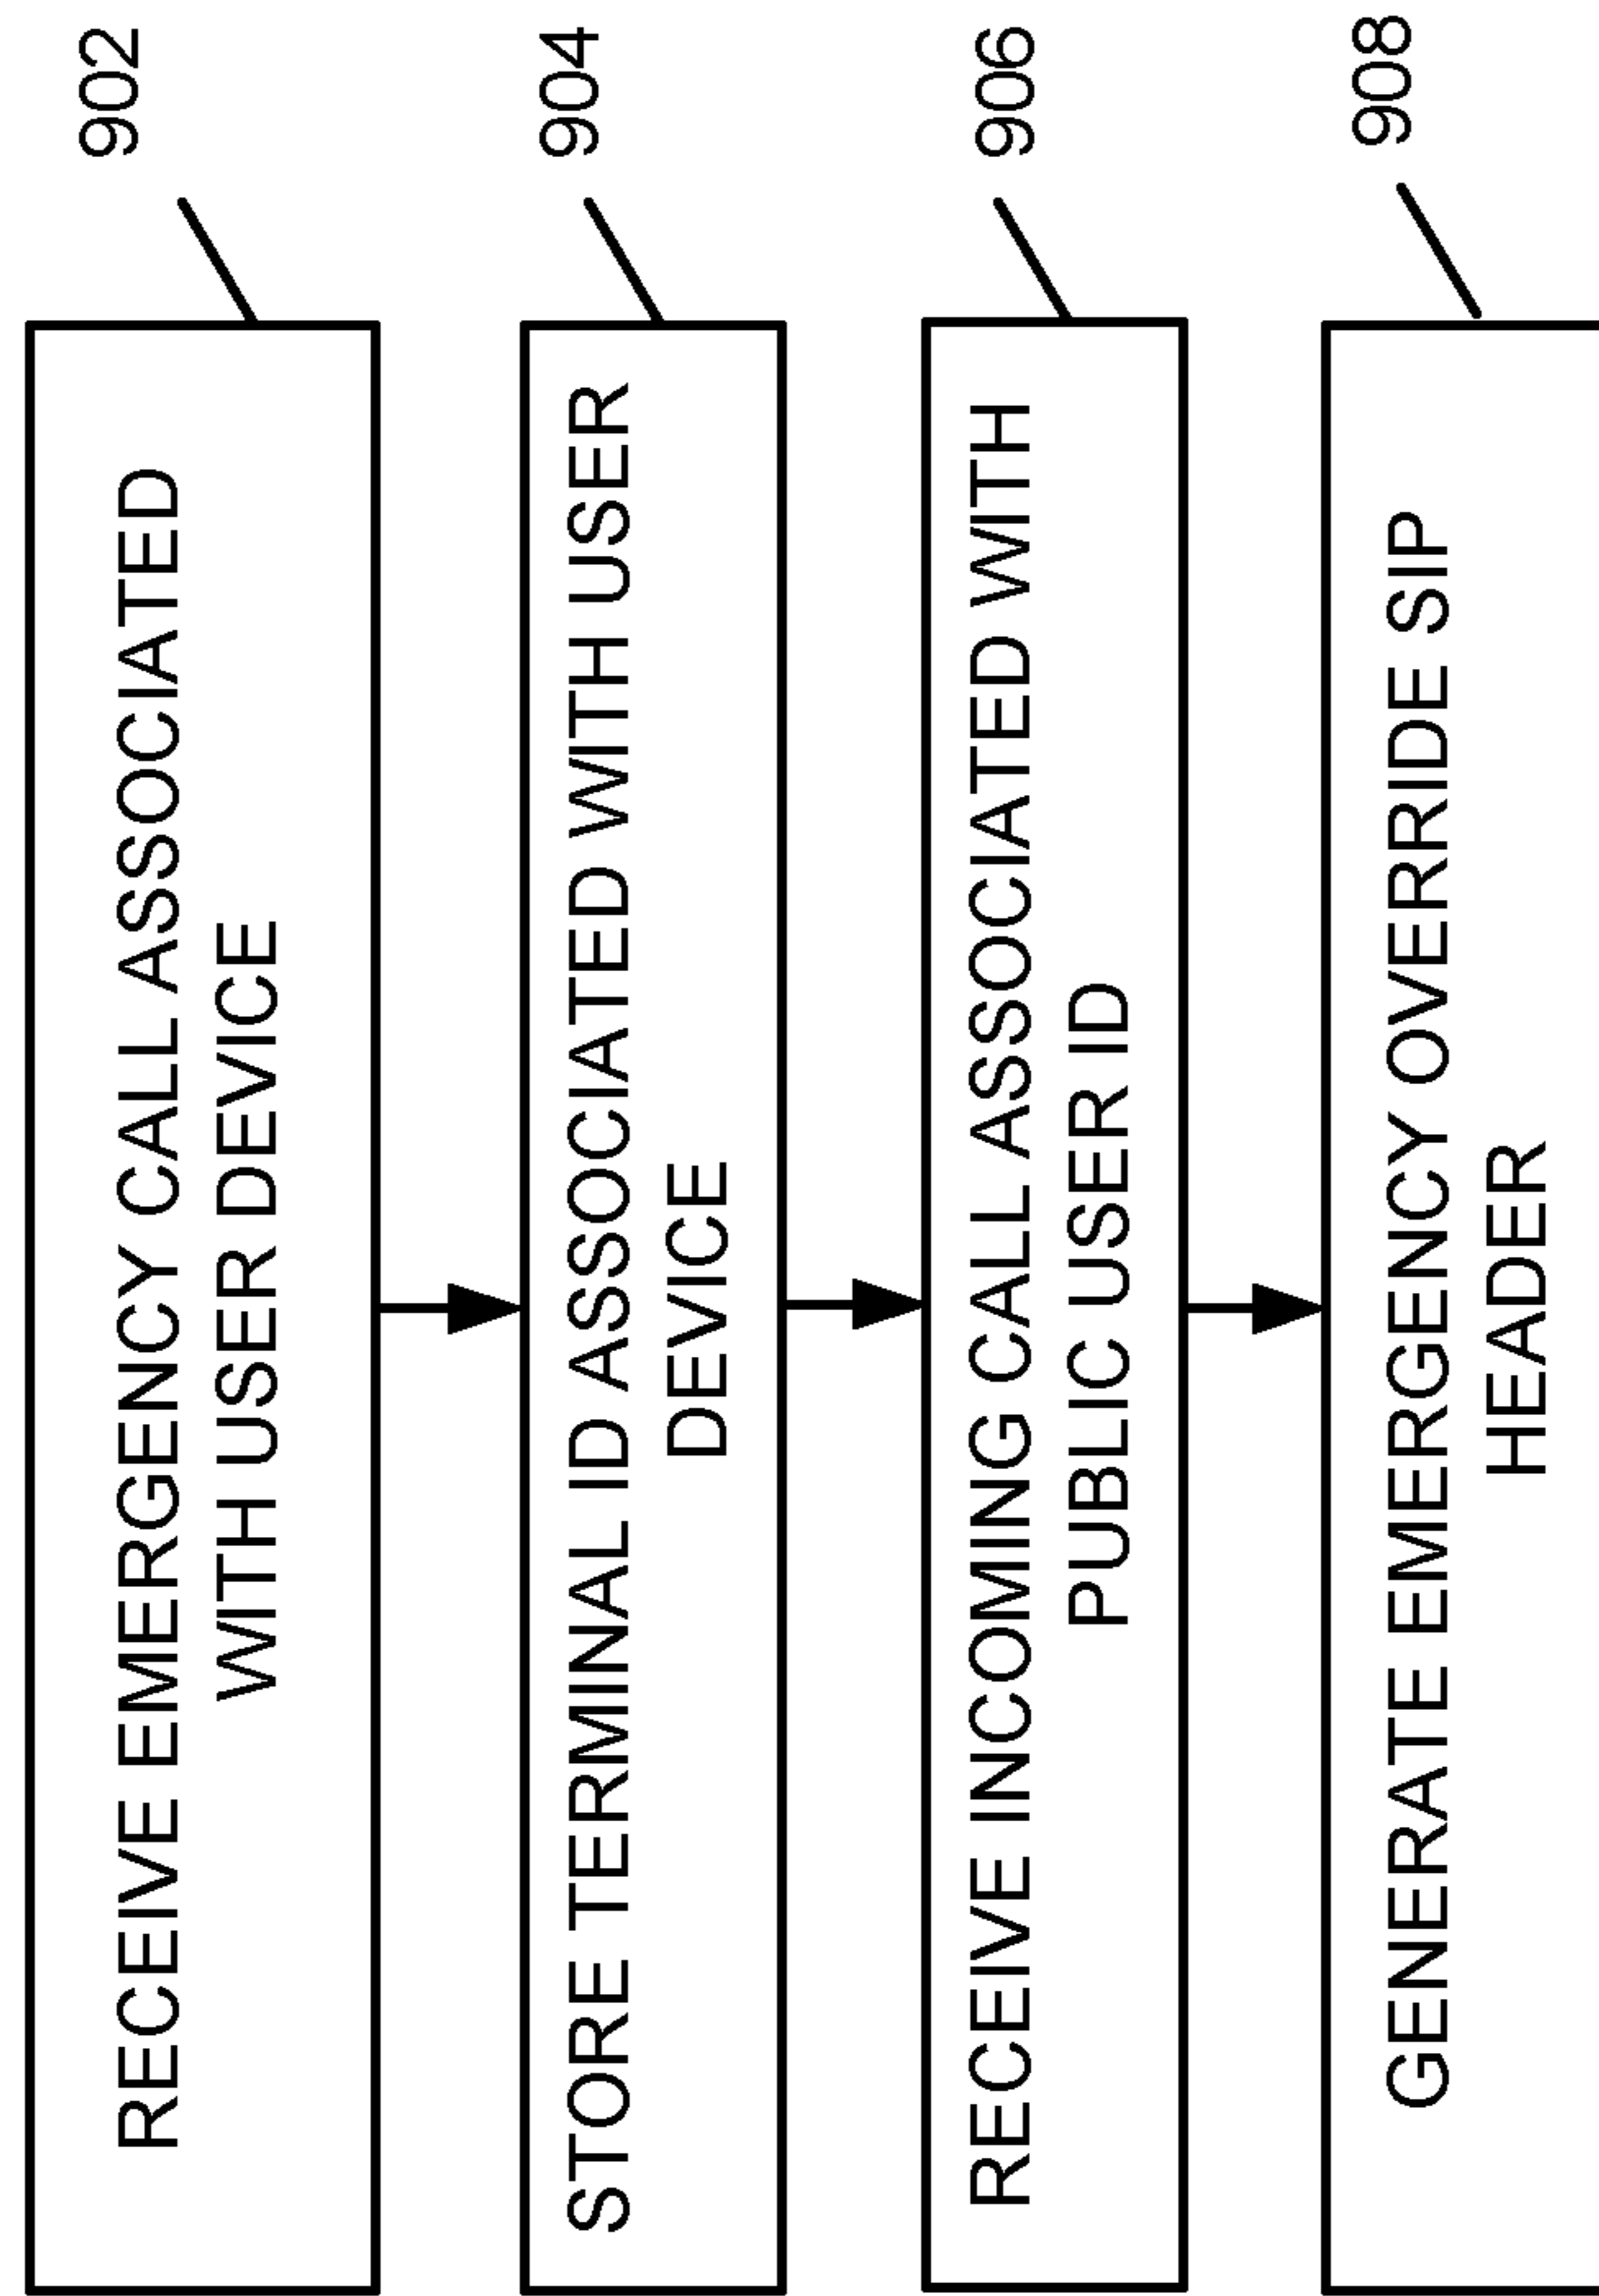 902
RECEIVE EMERGENCY CALL ASSOCIATED
WITH USER DEVICE
904
STORE TERMINAL ID ASSOCIATED WITH USER
DEVICE
906
RECEIVE INCOMING CALL ASSOCIATED WITH
PUBLIC USER ID
908
GENERATE EMERGENCY OVERRIDE SIP
HEADER